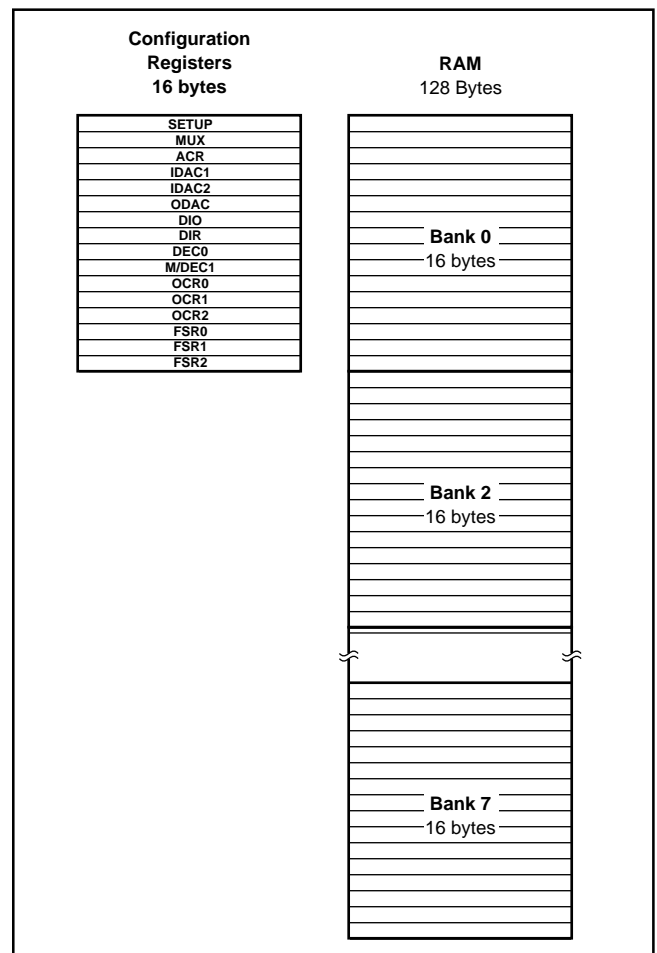 Configuration
Registers
16 bytes
RAM
128 Bytes
SETUP
MUX
ACR
IDAC1
IDAC2
ODAC
DIO
DIR
DEC0
M/DEC1
OCR0
OCR1
OCR2
FSR0
FSR1
FSR2
Bank 0
16 bytes
Bank 2
16 bytes
Bank 7
16 bytes